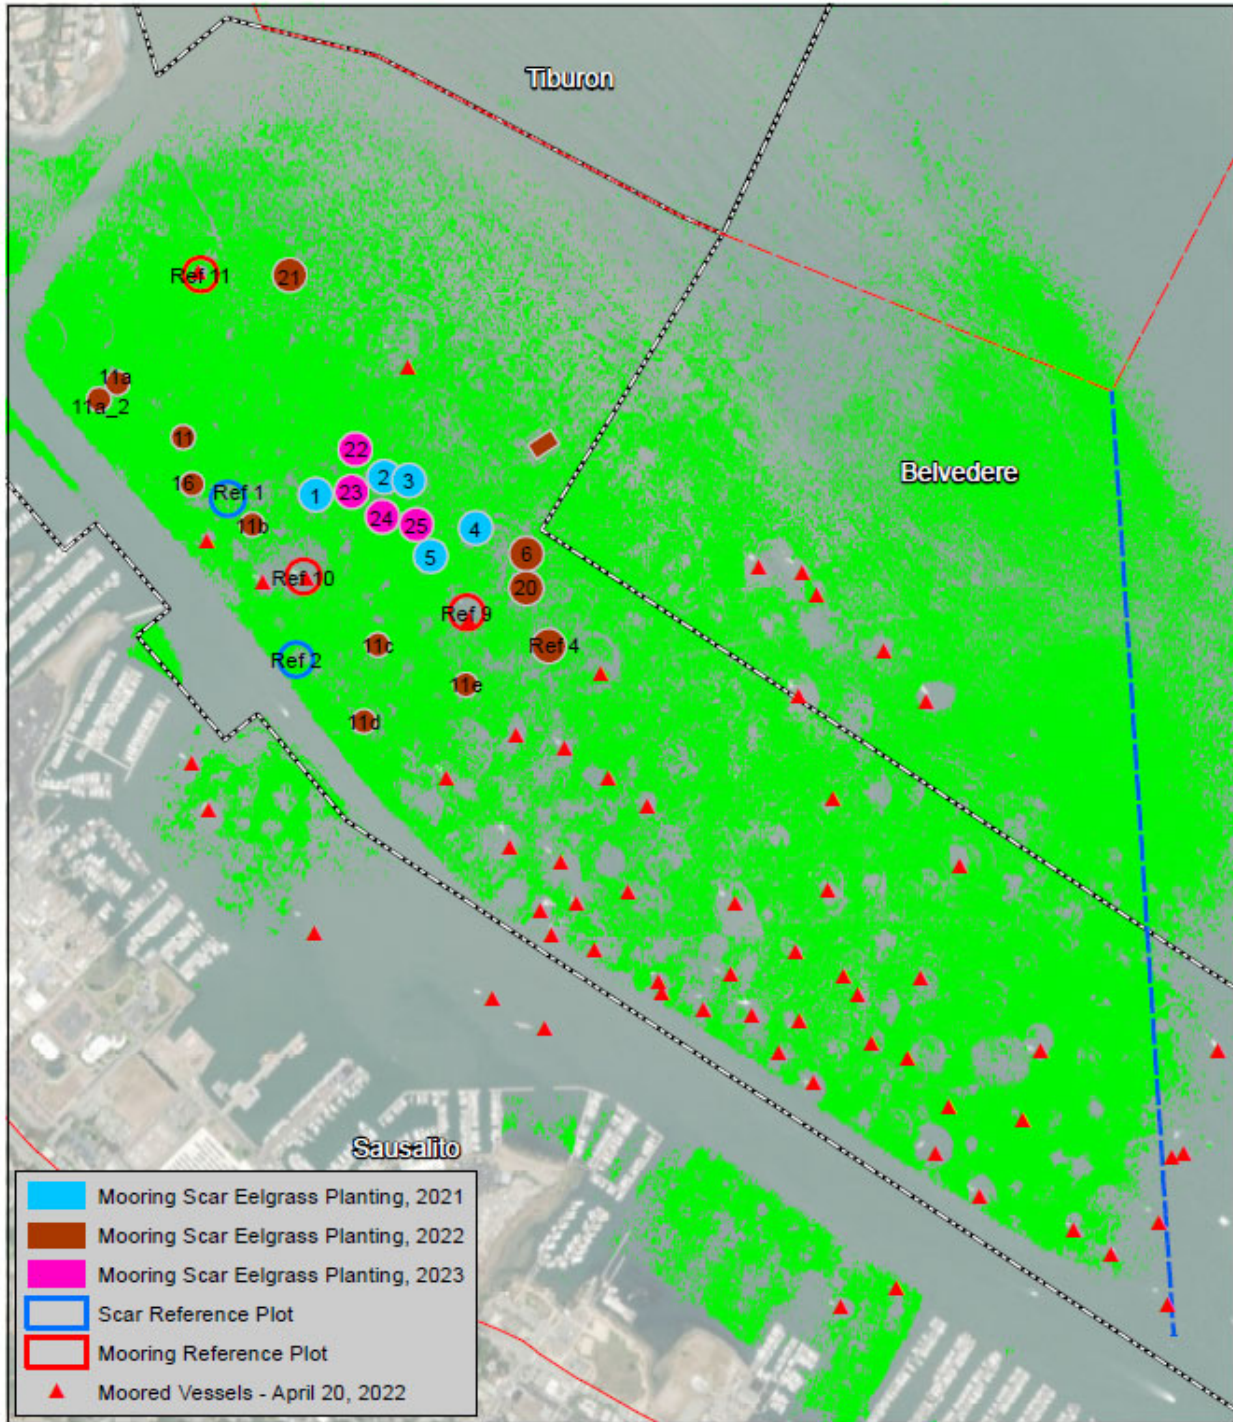 Tiburon
Ref 11
21
11a
11a_2
11
22
2
3
16
Ref 1
1
23
11b
24
25
4
5
6
Ref 10
20
Ref 9
11c
Ref 4
Ref 2
11e
11d
Belvedere
Sausalito
Mooring Scar Eelgrass Planting, 2021
Mooring Scar Eelgrass Planting, 2022
Mooring Scar Eelgrass Planting, 2023
Scar Reference Plot
Mooring Reference Plot
Moored Vessels - April 20, 2022